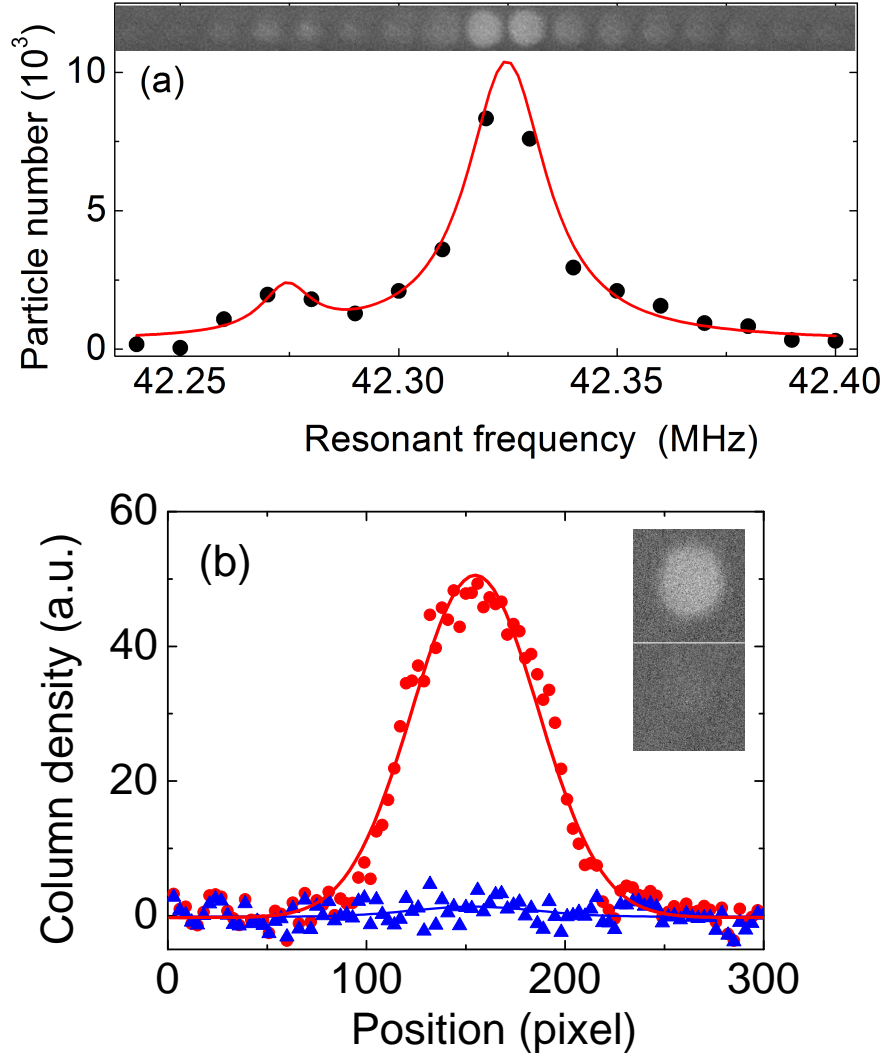 (a)
Particle number (10³)
10
5
0
42.25 42.30 42.35 42.40
Resonant frequency (MHz)
(b)
Column density (a.u.)
60
40
20
0
0 100 200 300
Position (pixel)